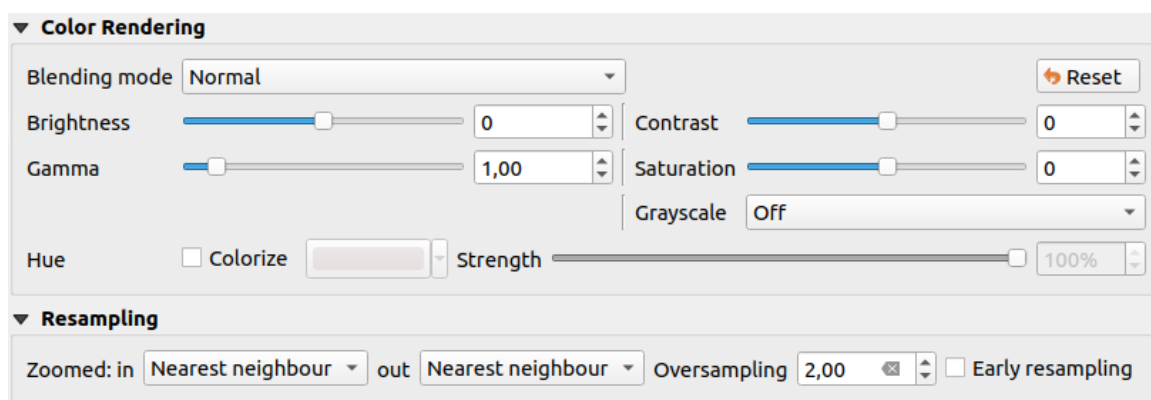 Color Rendering
Blending mode Normal Reset
Brightness 0 Contrast 0
Gamma 1,00 Saturation 0
Grayscale Off
Hue Colorize Strength 100%
Resampling
Zoomed: in Nearest neighbour out Nearest neighbour Oversampling 2,00 Early resampling